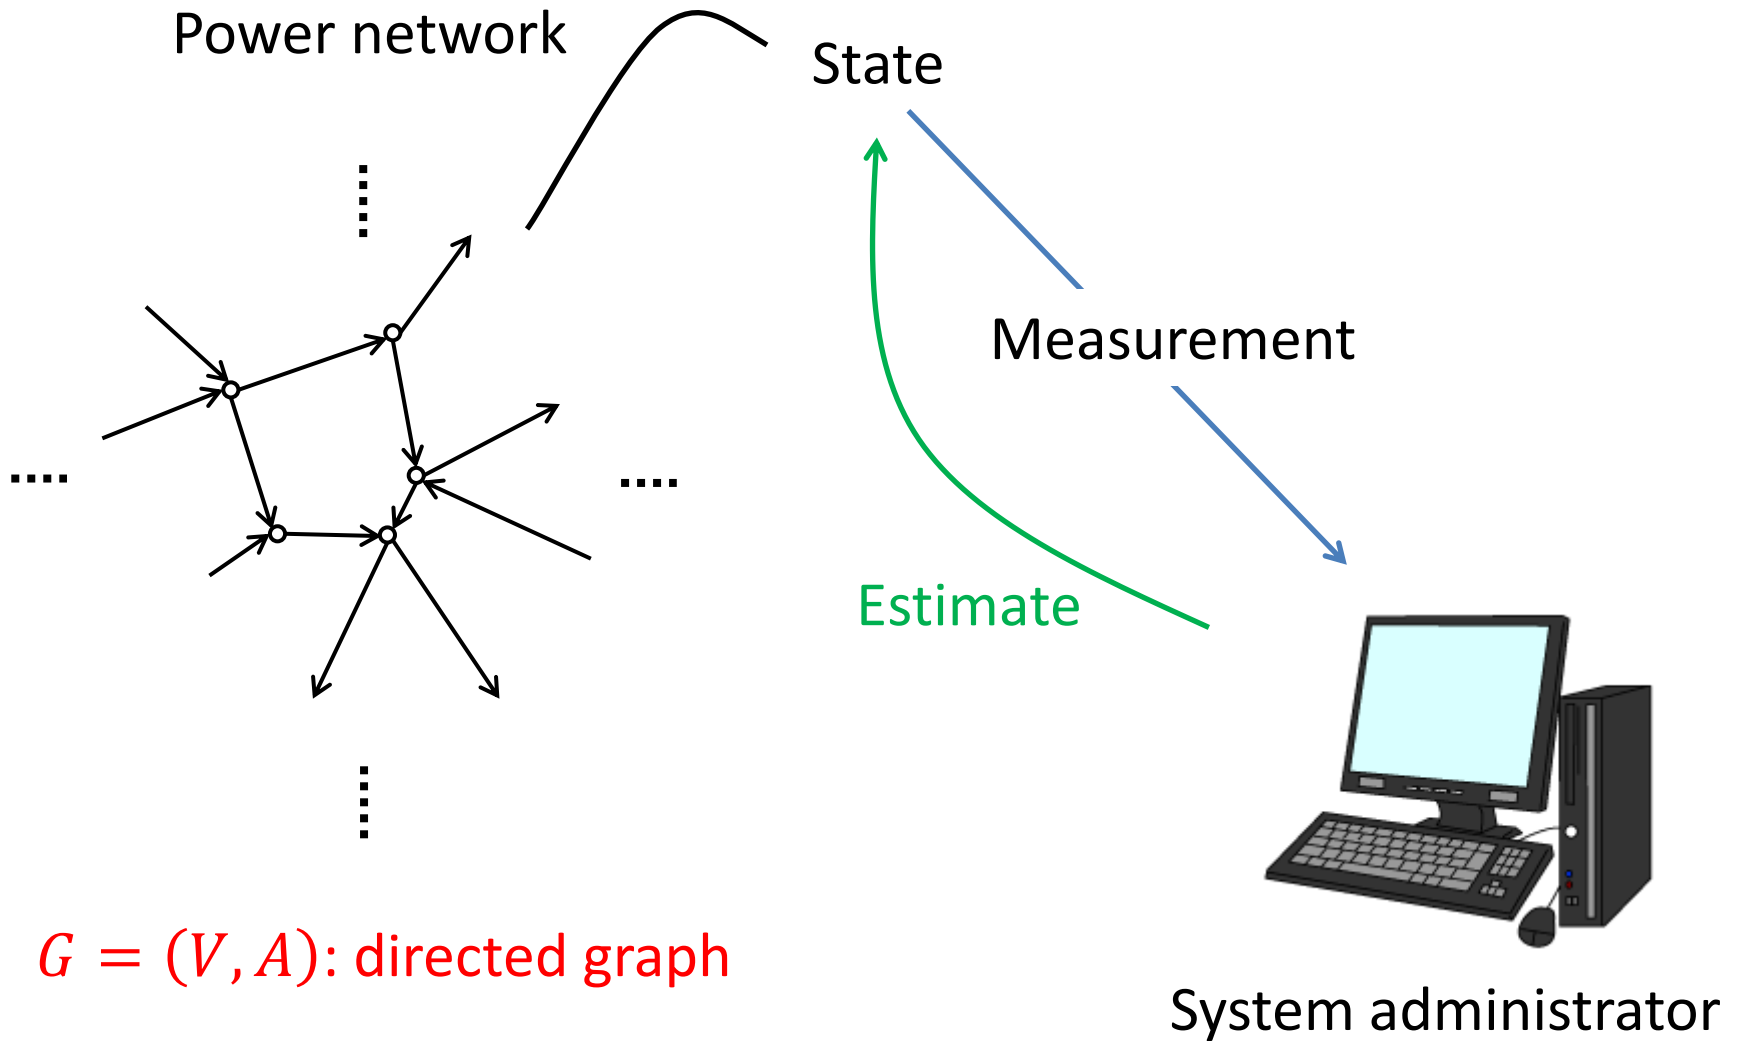 Power network
State
Measurement
Estimate
G = (V, A): directed graph
System administrator